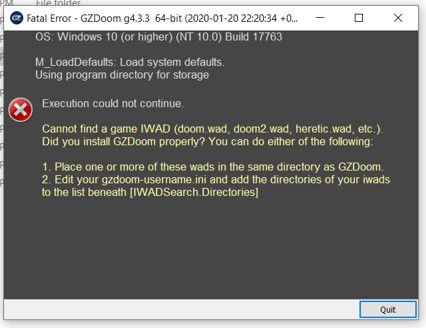 PM File folder
Fatal Error - GZDoom g4.3.3 64-bit (2020-01-20 22:20:34 +0...
OS: Windows 10 (or higher) (NT 10.0) Build 17763
M_LoadDefaults: Load system defaults.
Using program directory for storage
Execution could not continue.
Cannot find a game IWAD (doom.wad, doom2.wad, heretic.wad, etc.).
Did you install GZDoom properly? You can do either of the following:
1. Place one or more of these wads in the same directory as GZDoom.
2. Edit your gzdoom-username.ini and add the directories of your iwads
to the list beneath [IWADSearch.Directories]
Quit